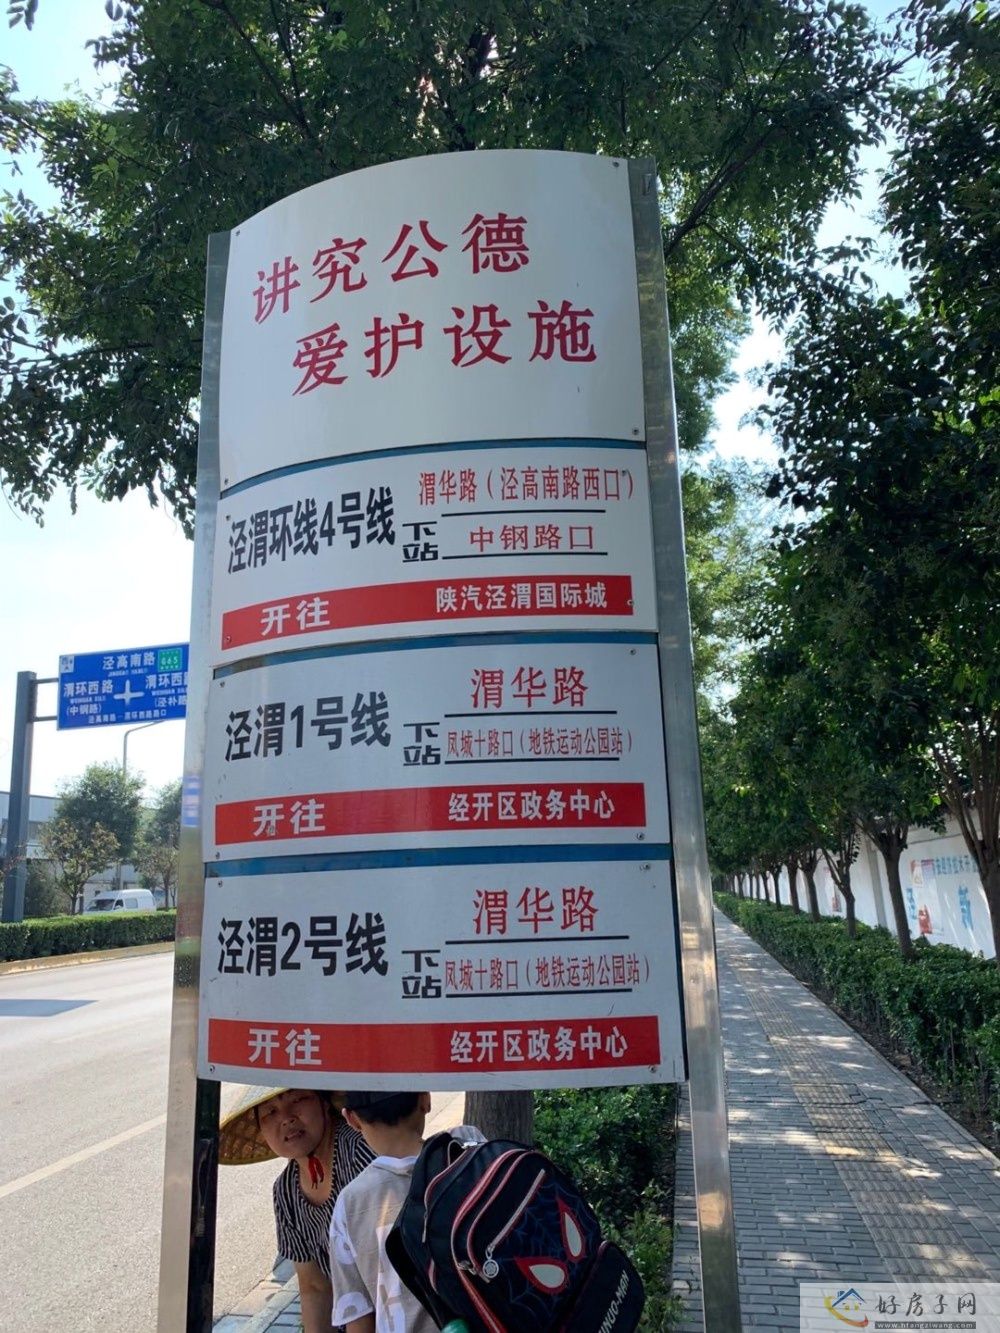 讲究公德
爱护设施
泾渭环线4号线
渭华路（泾高南路西口）
下站
中钢路口
开往 陕汽泾渭国际城
泾渭1号线
渭华路
下站
凤城十路口（地铁运动公园站）
开往 经开区政务中心
泾渭2号线
渭华路
下站
凤城十路口（地铁运动公园站）
开往 经开区政务中心
泾高南路
G65
渭环西路
渭环西路
(中钢路)
新
好房子网
www.hfangziwang.com